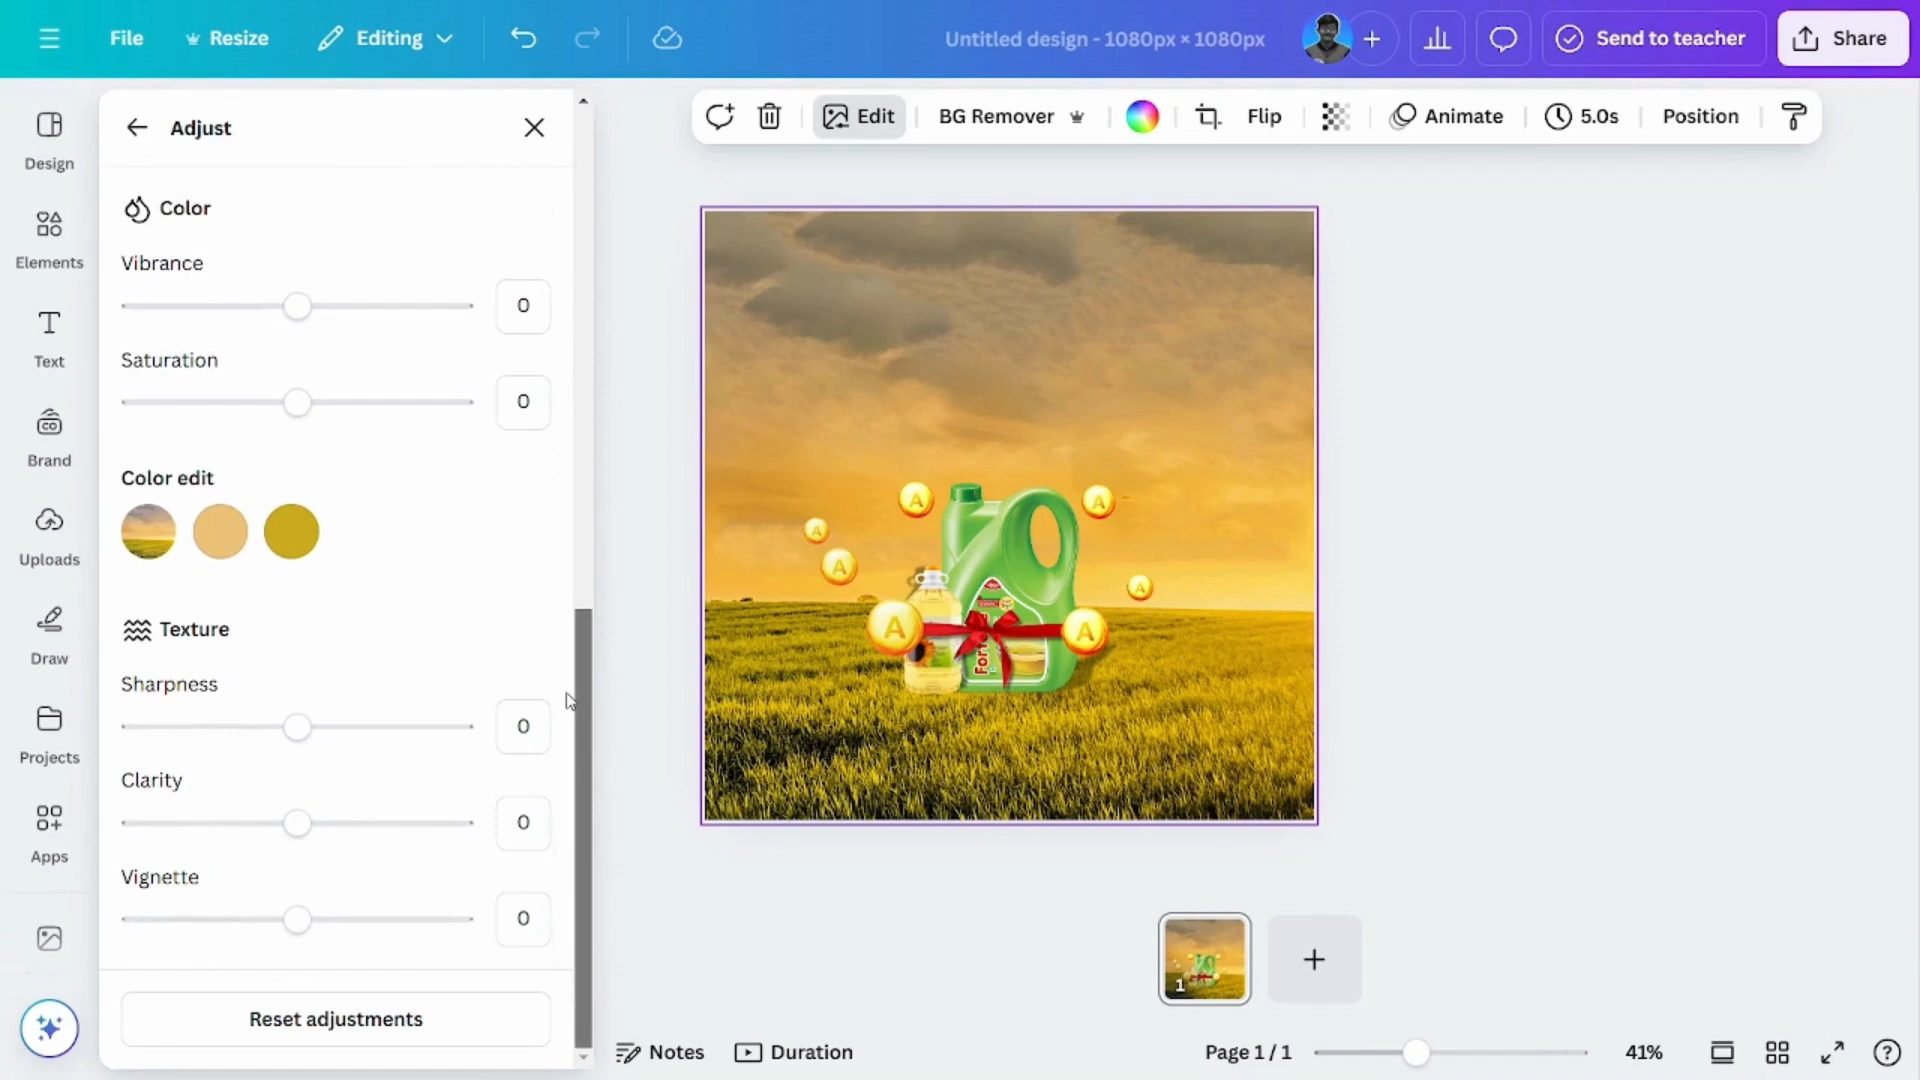 File
Resize
Editing
Untitled design - 1080px × 1080px
Send to teacher
Share
Adjust
Edit
BG Remover
Flip
Animate
5.0s
Position
Design
Elements
Text
Brand
Uploads
Draw
Projects
Apps
Color
Vibrance
0
Saturation
0
Color edit
Texture
Sharpness
0
Clarity
0
Vignette
0
Reset adjustments
A
A
A
A
A
A
A
1
Notes
Duration
Page 1 / 1
41%